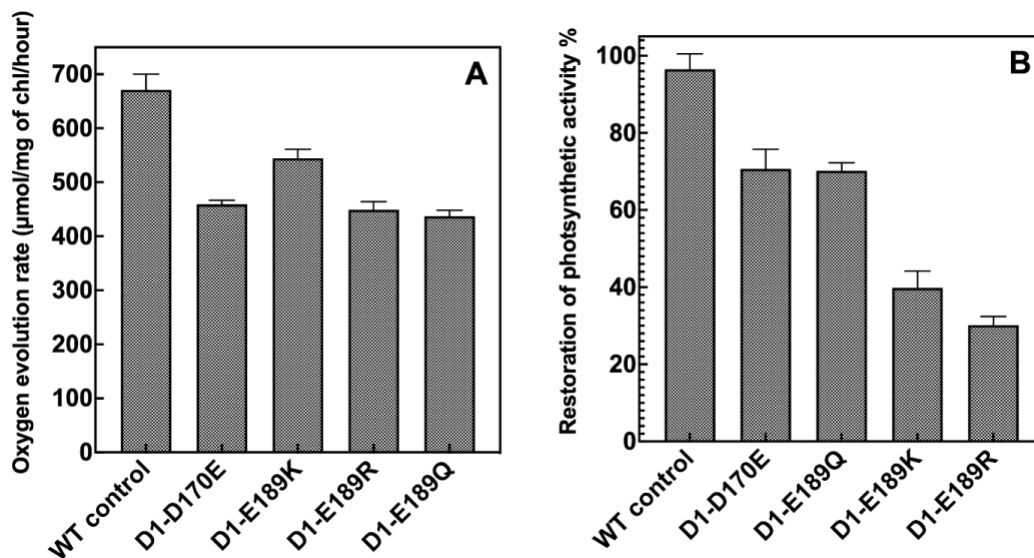 A
Oxygen evolution rate (μmol/mg of chl/hour)
700
600
500
400
300
200
100
0
WT control
D1-D170E
D1-E189K
D1-E189R
D1-E189Q
B
Restoration of photsynthetic activity %
100
80
60
40
20
0
WT control
D1-D170E
D1-E189Q
D1-E189K
D1-E189R